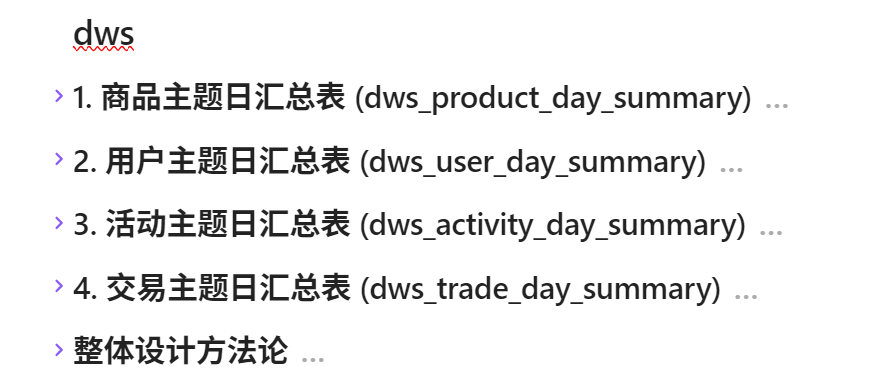 dws
1. 商品主题日汇总表 (dws_product_day_summary) ...
2. 用户主题日汇总表 (dws_user_day_summary) ...
3. 活动主题日汇总表 (dws_activity_day_summary) ...
4. 交易主题日汇总表 (dws_trade_day_summary) ...
整体设计方法论 ...